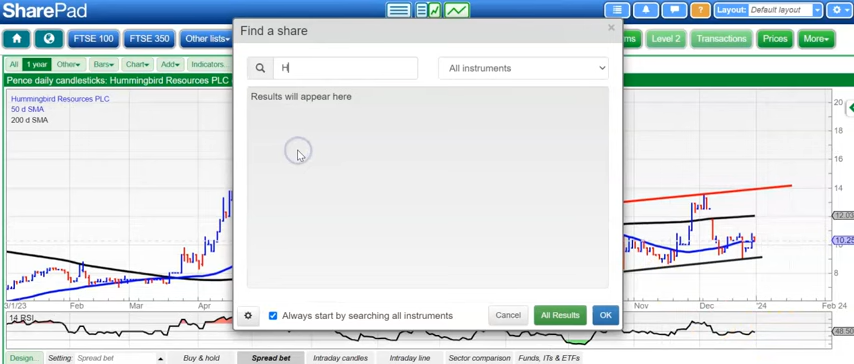 SharePad
Layout: Default layout
FTSE 100 FTSE 350 Other lists Level 2 Transactions Prices More
Find a share
H
All instruments
All 1 year Other Bars Chart Add Indicators
Pence daily candlesticks: Hummingbird Resources PLC
Results will appear here
Hummingbird Resources PLC
50 d SMA
200 d SMA
20
18
16
14
12.03
10.25
8
3/1/23 Feb Mar Apr Nov Dec '24 Feb 24
14 RSI
48.50
Always start by searching all instruments Cancel All Results OK
Design... Setting: Spread bet Buy & hold Spread bet Intraday candles Intraday line Sector comparison Funds, ITs & ETFs